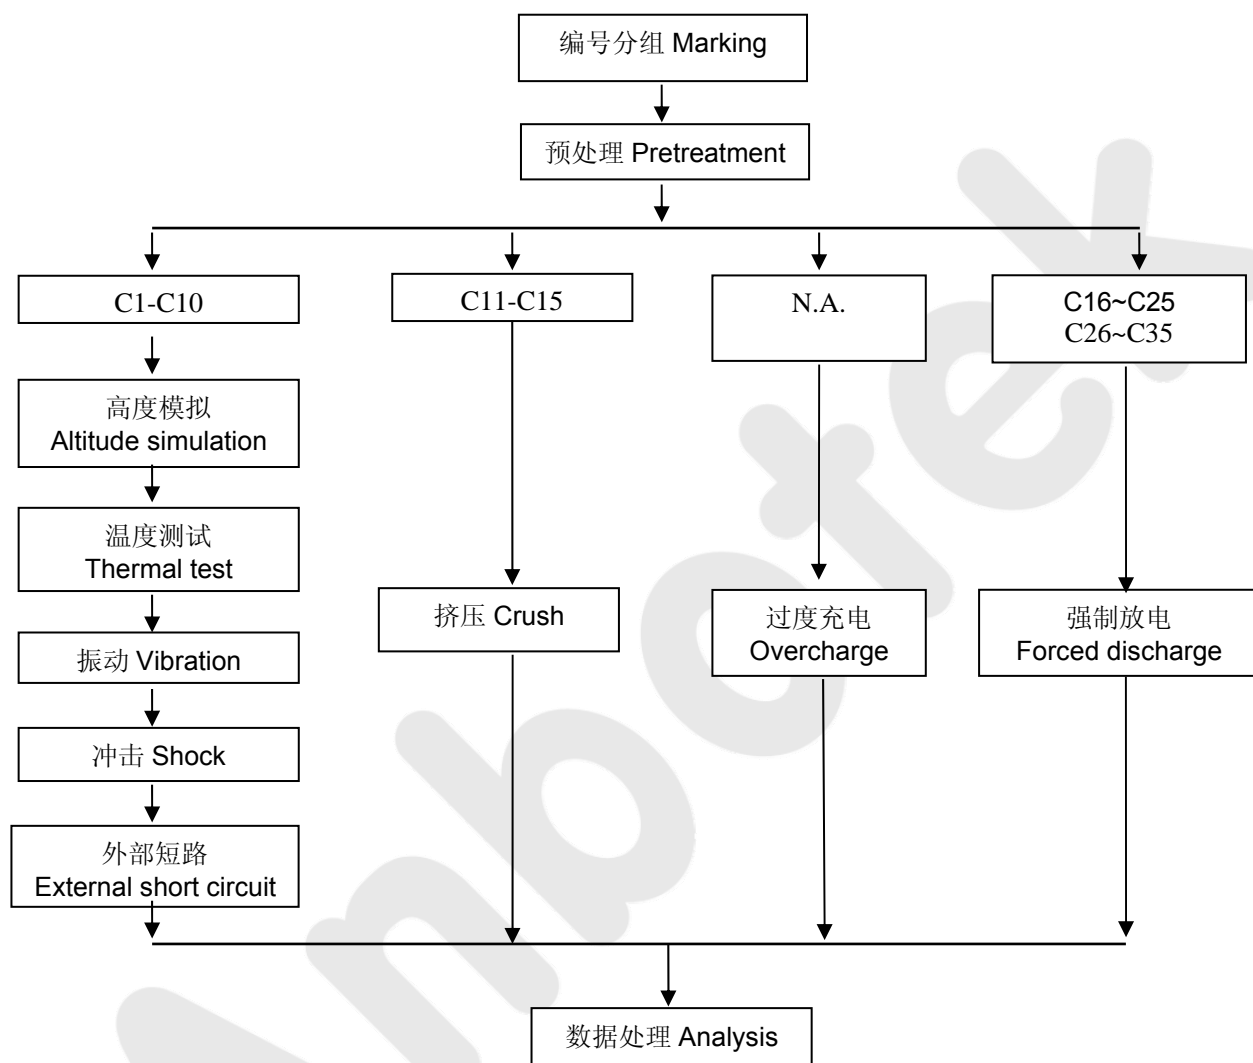 编号分组 Marking
预处理 Pretreatment
C1-C10
C11-C15
N.A.
C16~C25
C26~C35
高度模拟
Altitude simulation
温度测试
Thermal test
振动 Vibration
冲击 Shock
外部短路
External short circuit
挤压 Crush
过度充电
Overcharge
强制放电
Forced discharge
数据处理 Analysis
Anbotek